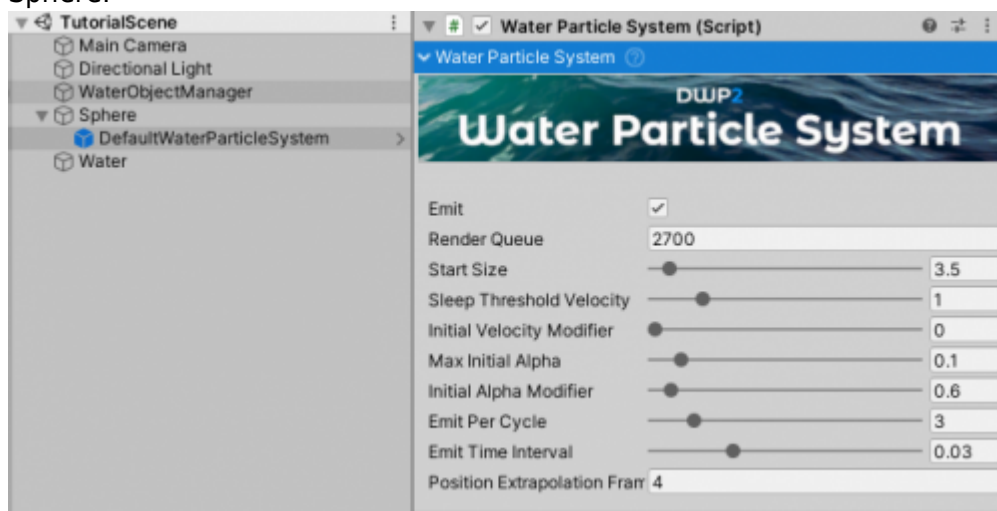 Sphere.
TutorialScene
Main Camera
Directional Light
WaterObjectManager
Sphere
DefaultWaterParticleSystem
Water
Water Particle System (Script)
Water Particle System
DWP2
Water Particle System
Emit
Render Queue 2700
Start Size 3.5
Sleep Threshold Velocity 1
Initial Velocity Modifier 0
Max Initial Alpha 0.1
Initial Alpha Modifier 0.6
Emit Per Cycle 3
Emit Time Interval 0.03
Position Extrapolation Fram 4